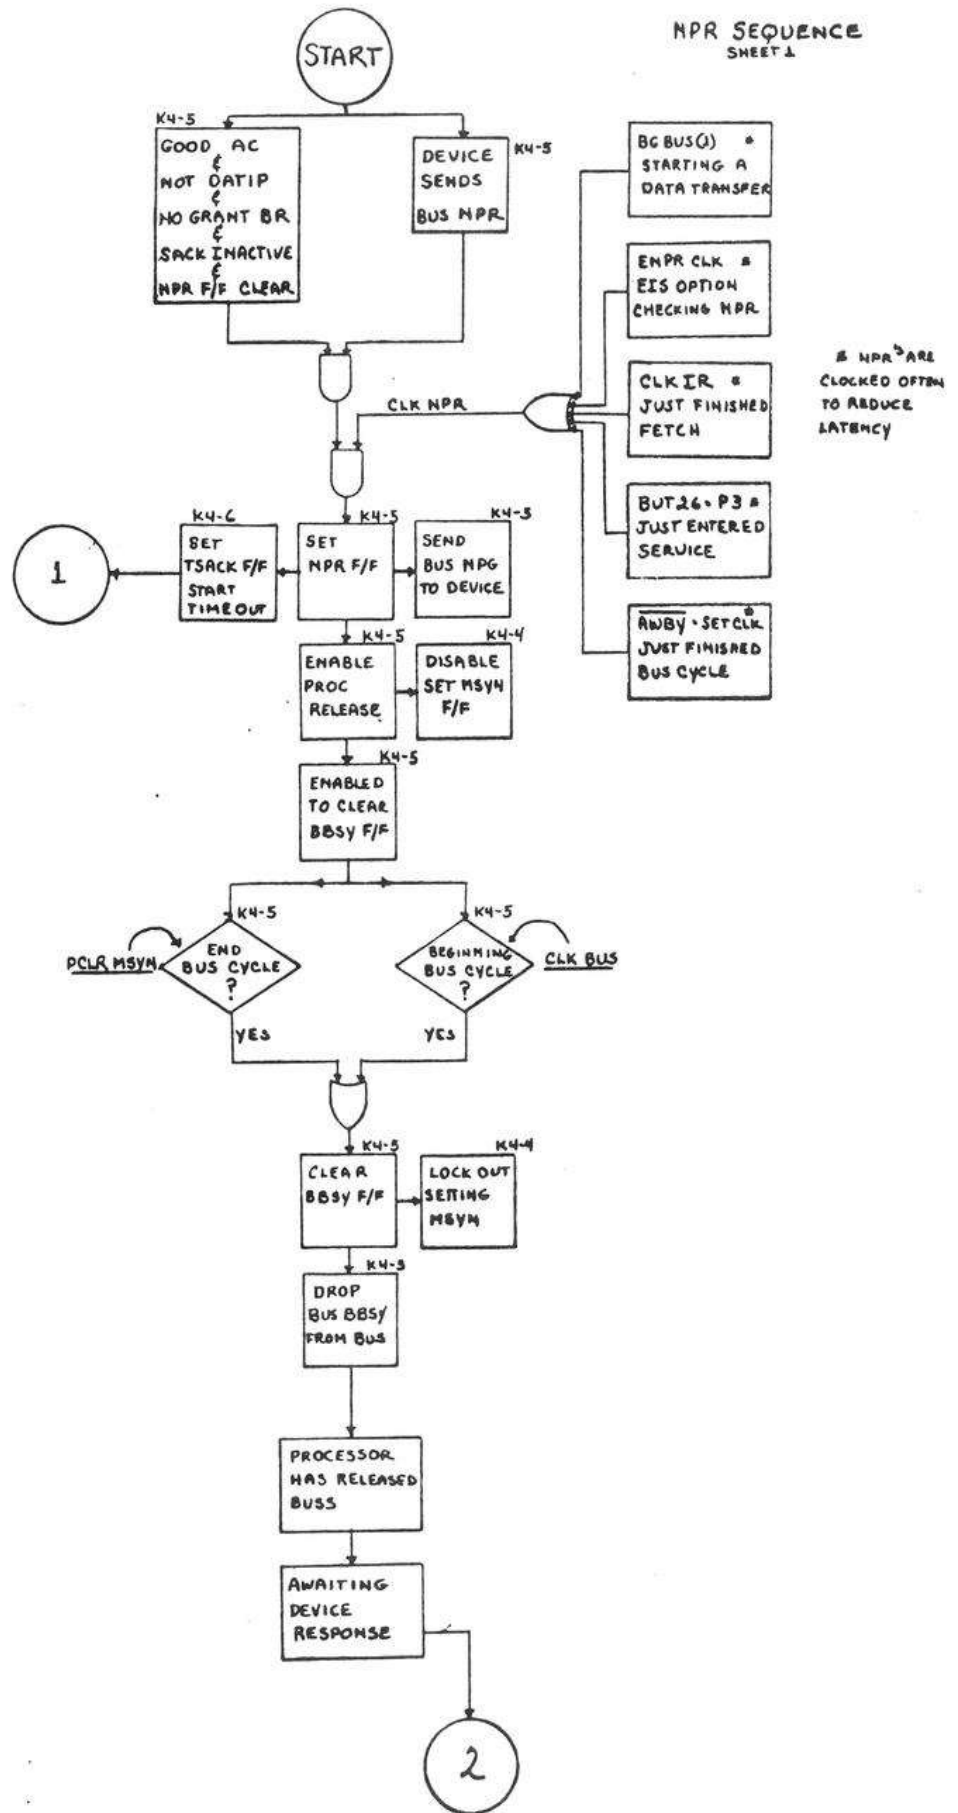 NPR SEQUENCE
SHEET 1
START
K4-5
GOOD AC
&
NOT DATIP
&
NO GRANT BR
&
SACK INACTIVE
&
NPR F/F CLEAR
K4-5
DEVICE
SENDS
BUS NPR
BG BUS(1) *
STARTING A
DATA TRANSFER
ENPR CLK *
EIS OPTION
CHECKING NPR
CLK IR *
JUST FINISHED
FETCH
BUT26·P3 *
JUST ENTERED
SERVICE
AWBY·SETCLK *
JUST FINISHED
BUS CYCLE
* NPR'S ARE
CLOCKED OFTEN
TO REDUCE
LATENCY
CLK NPR
1
K4-6
SET
TSACK F/F
START
TIMEOUT
K4-5
SET
NPR F/F
K4-3
SEND
BUS NPG
TO DEVICE
K4-5
ENABLE
PROC
RELEASE
K4-4
DISABLE
SET MSYN
F/F
K4-5
ENABLED
TO CLEAR
BBSY F/F
K4-5
PCLR MSYN
END
BUS CYCLE
?
YES
K4-5
BEGINNING
BUS CYCLE
?
CLK BUS
YES
K4-5
CLEAR
BBSY F/F
K4-4
LOCK OUT
SETTING
MSYN
K4-3
DROP
BUS BBSY
FROM BUS
PROCESSOR
HAS RELEASED
BUSS
AWAITING
DEVICE
RESPONSE
2